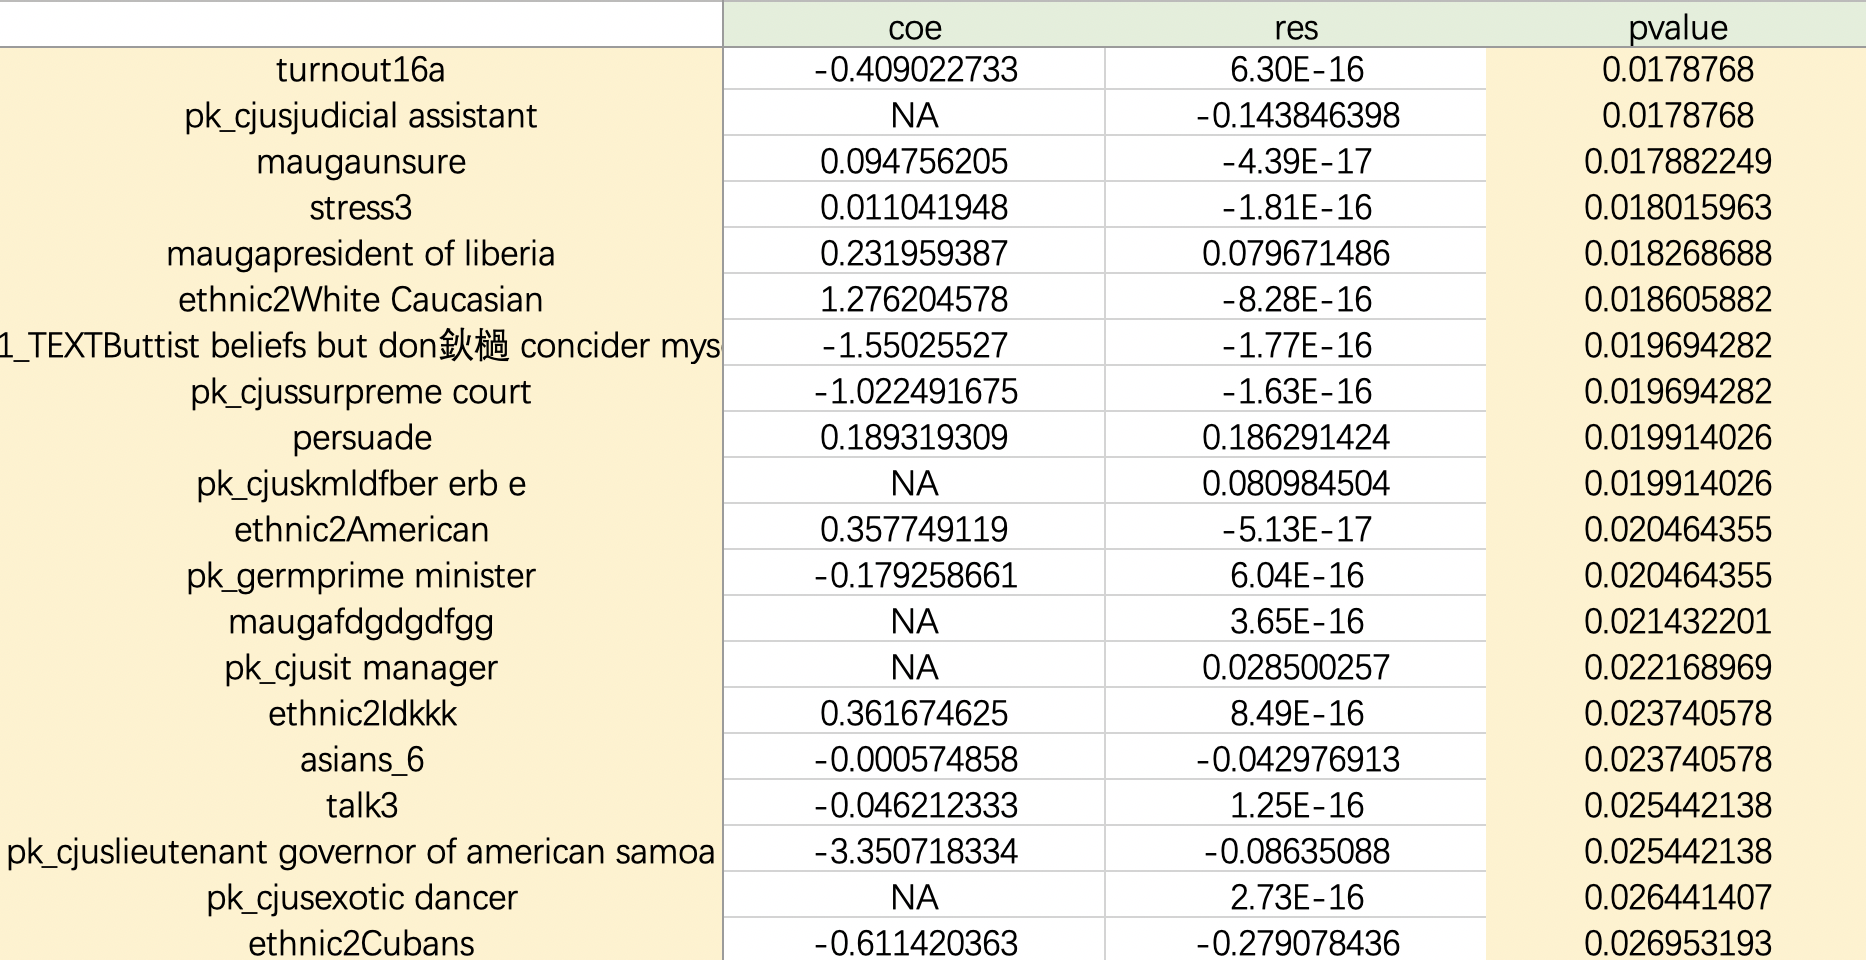 coe res pvalue
turnout16a -0.409022733 6.30E-16 0.0178768
pk_cjusjudicial assistant NA -0.143846398 0.0178768
maugaunsure 0.094756205 -4.39E-17 0.017882249
stress3 0.011041948 -1.81E-16 0.018015963
maugapresident of liberia 0.231959387 0.079671486 0.018268688
ethnic2White Caucasian 1.276204578 -8.28E-16 0.018605882
1_TEXTButtist beliefs but don鈥檛 concider mys -1.55025527 -1.77E-16 0.019694282
pk_cjussurpreme court -1.022491675 -1.63E-16 0.019694282
persuade 0.189319309 0.186291424 0.019914026
pk_cjuskmldfber erb e NA 0.080984504 0.019914026
ethnic2American 0.357749119 -5.13E-17 0.020464355
pk_germprime minister -0.179258661 6.04E-16 0.020464355
maugafdgdgdfgg NA 3.65E-16 0.021432201
pk_cjusit manager NA 0.028500257 0.022168969
ethnic2Idkkk 0.361674625 8.49E-16 0.023740578
asians_6 -0.000574858 -0.042976913 0.023740578
talk3 -0.046212333 1.25E-16 0.025442138
pk_cjuslieutenant governor of american samoa -3.350718334 -0.08635088 0.025442138
pk_cjusexotic dancer NA 2.73E-16 0.026441407
ethnic2Cubans -0.611420363 -0.279078436 0.026953193